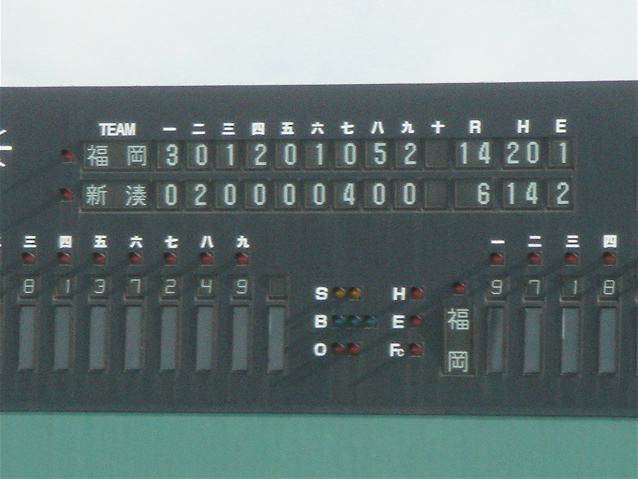 TEAM 一 二 三 四 五 六 七 八 九 十 R H E
福岡 3 0 1 2 0 1 0 5 2 14 20 1
新湊 0 2 0 0 0 0 4 0 0 6 14 2
三 四 五 六 七 八 九 一 二 三 四
8 1 3 7 2 4 9 9 7 1 8
S H
B E
O Fc
福岡